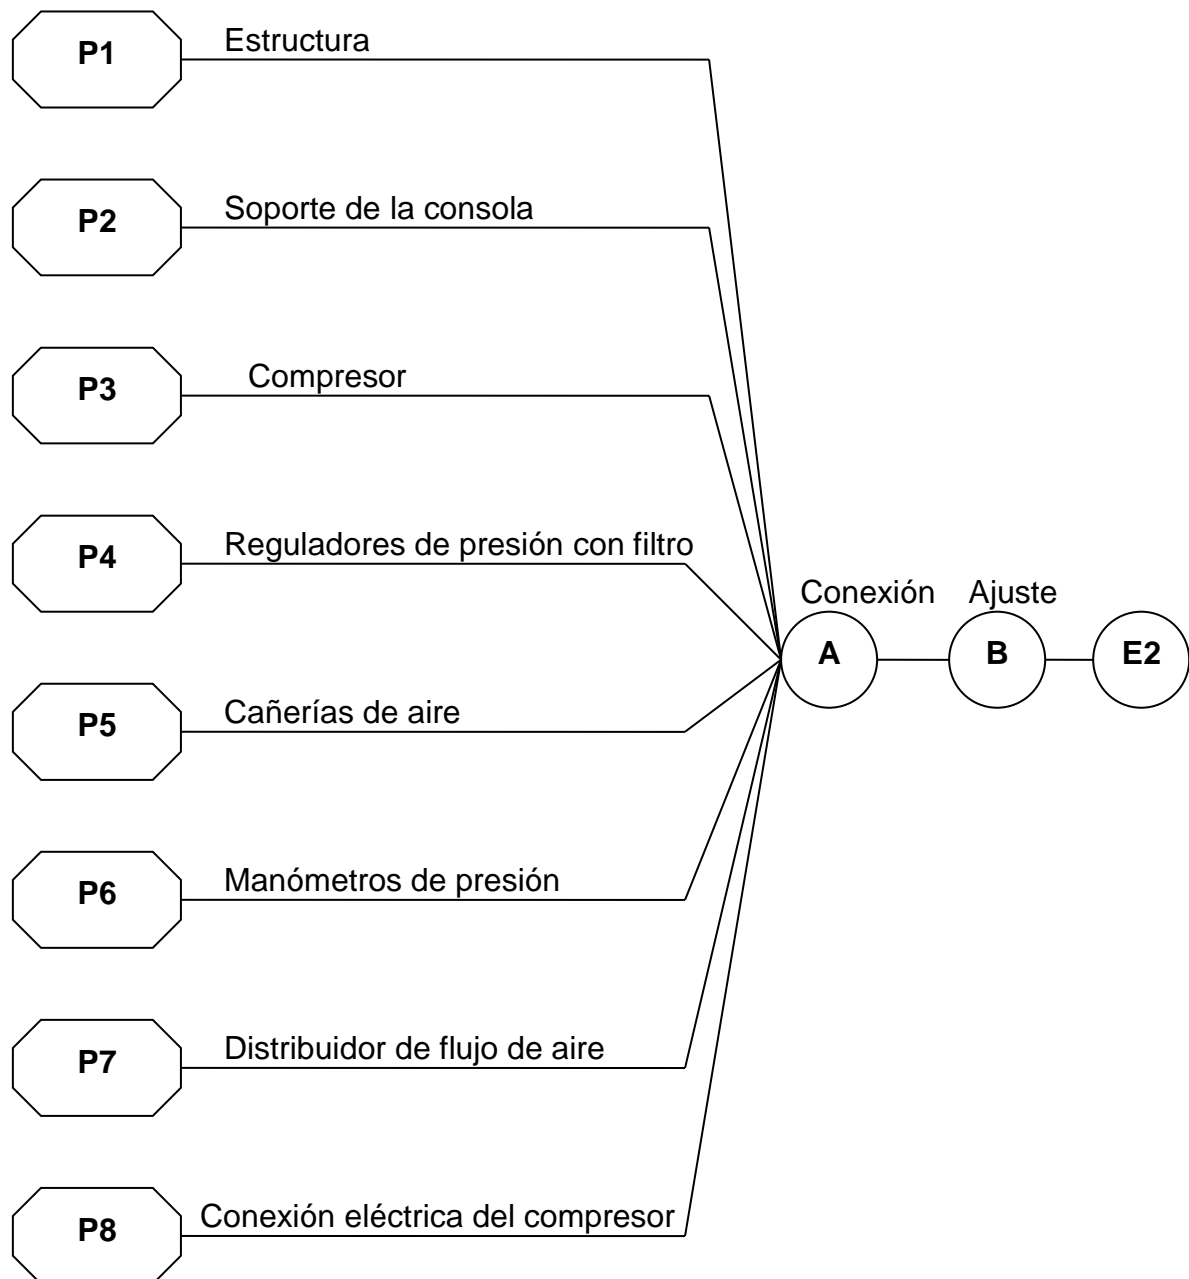 P1 Estructura
P2 Soporte de la consola
P3 Compresor
P4 Reguladores de presión con filtro
Conexión Ajuste
A B E2
P5 Cañerías de aire
P6 Manómetros de presión
P7 Distribuidor de flujo de aire
P8 Conexión eléctrica del compresor